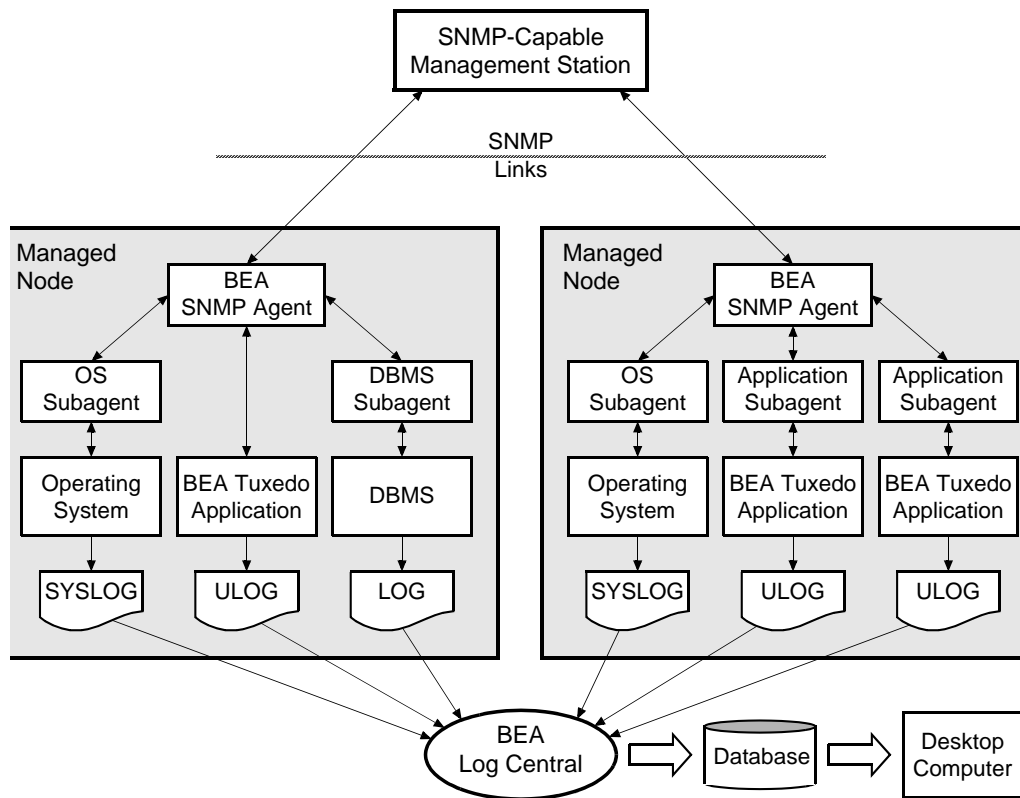 SNMP-Capable
Management Station
SNMP
Links
Managed
Node
BEA
SNMP Agent
OS
Subagent
DBMS
Subagent
Operating
System
BEA Tuxedo
Application
DBMS
SYSLOG
ULOG
LOG
Managed
Node
BEA
SNMP Agent
OS
Subagent
Application
Subagent
Application
Subagent
Operating
System
BEA Tuxedo
Application
BEA Tuxedo
Application
SYSLOG
ULOG
ULOG
BEA
Log Central
Database
Desktop
Computer